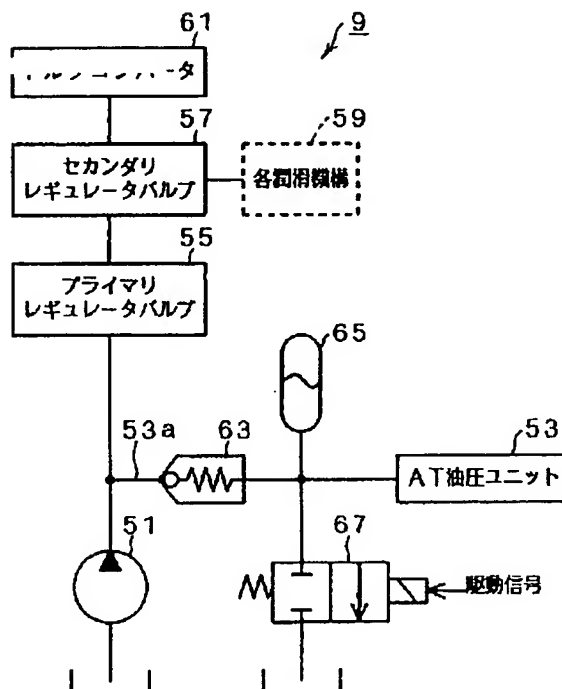 61
9
57
セカンダリ
レギュレータバルブ
59
各潤滑機構
55
プライマリ
レギュレータバルブ
65
53a
63
53
AT油圧ユニット
51
67
駆動信号